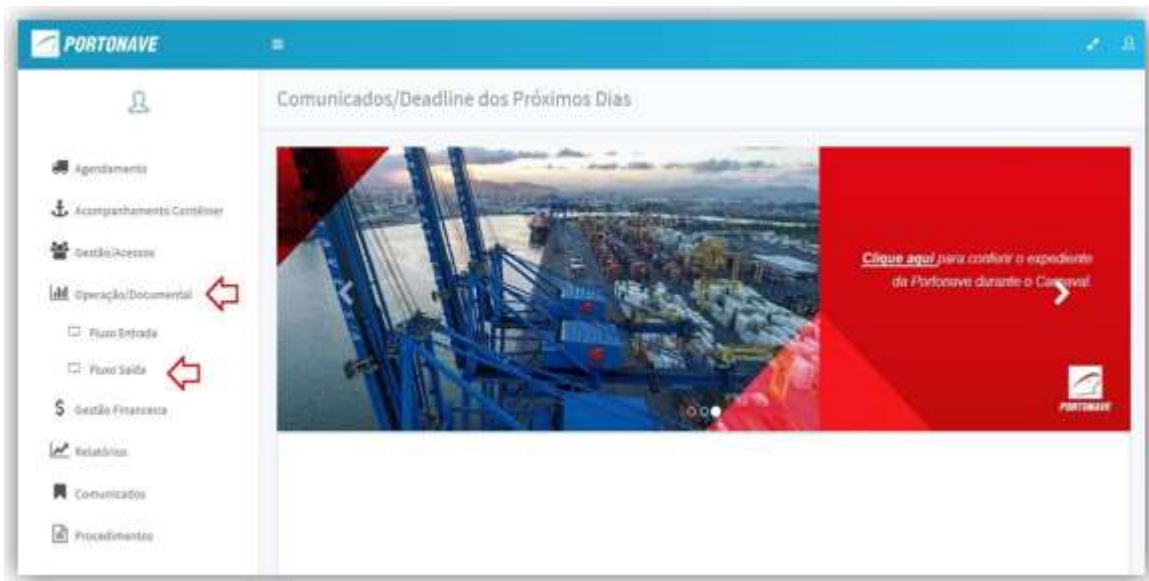 PORTONAVE
Comunicados/Deadline dos Próximos Dias
Agendamento
Acompanhamento Contêiner
Gestão/Acessos
Operação/Documental
Fluxo Entrada
Fluxo Saída
Gestão Financeira
Relatórios
Comunicados
Procedimentos
Clique aqui para conferir o expediente
da Portonave durante o Carnaval.
PORTONAVE